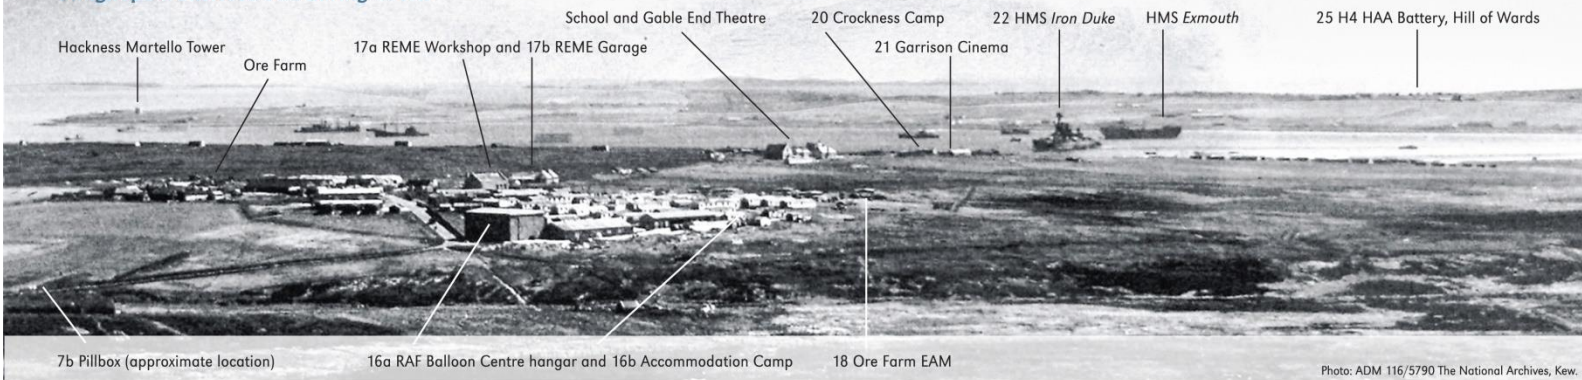 School and Gable End Theatre
20 Crockness Camp
22 HMS Iron Duke
HMS Exmouth
25 H4 HAA Battery, Hill of Wards
Hackness Martello Tower
17a REME Workshop and 17b REME Garage
21 Garrison Cinema
Ore Farm
7b Pillbox (approximate location)
16a RAF Balloon Centre hangar and 16b Accommodation Camp
18 Ore Farm EAM
Photo: ADM 116/5790 The National Archives, Kew.